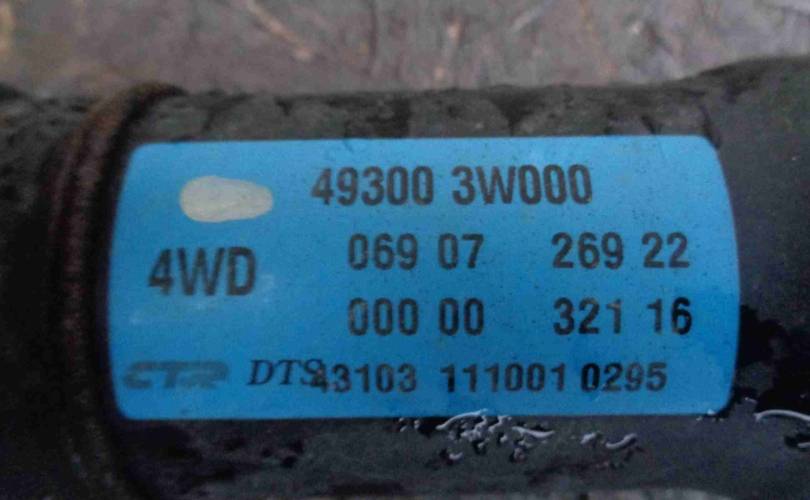 49300 3W000
4WD
069 07 269 22
000 00 321 16
CTR DTS 43103 111001 0295